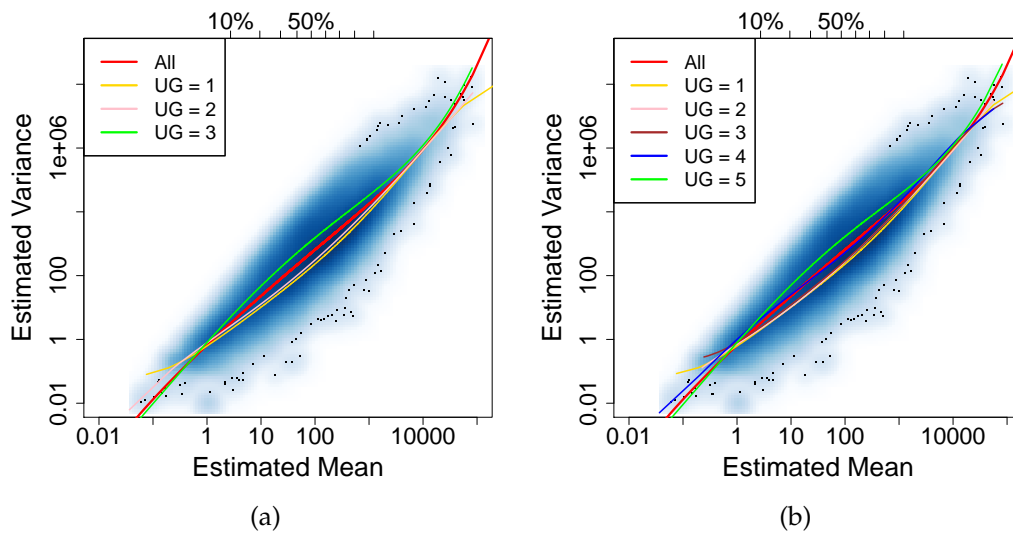 10% 50%
All
UG = 1
UG = 2
UG = 3
Estimated Variance
0.01 1 100 1e+06
0.01 1 10 100 10000
Estimated Mean
(a)
10% 50%
All
UG = 1
UG = 2
UG = 3
UG = 4
UG = 5
Estimated Variance
0.01 1 100 1e+06
0.01 1 10 100 10000
Estimated Mean
(b)